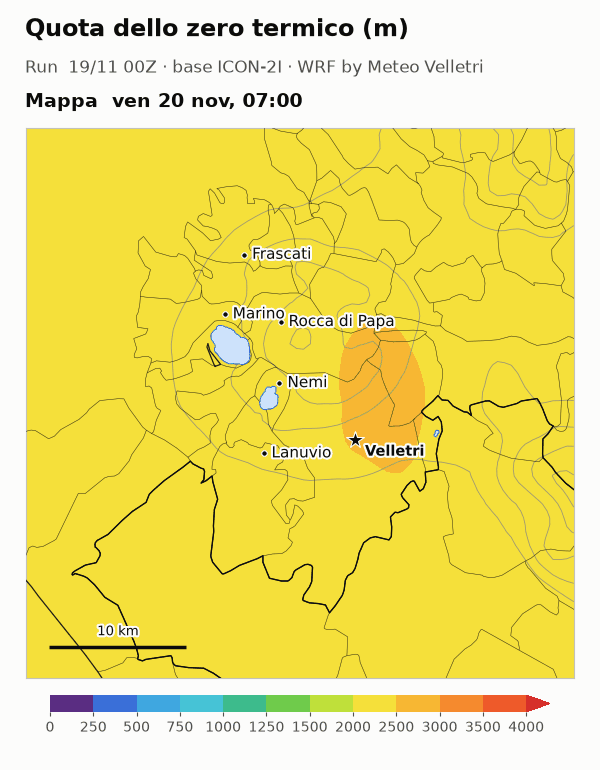 Quota dello zero termico (m)
Run  19/11 00Z · base ICON-2I · WRF by Meteo Velletri
Mappa  ven 20 nov, 07:00
Frascati
Marino
Rocca di Papa
Nemi
Velletri
Lanuvio
10 km
0 250 500 750 1000 1250 1500 2000 2500 3000 3500 4000